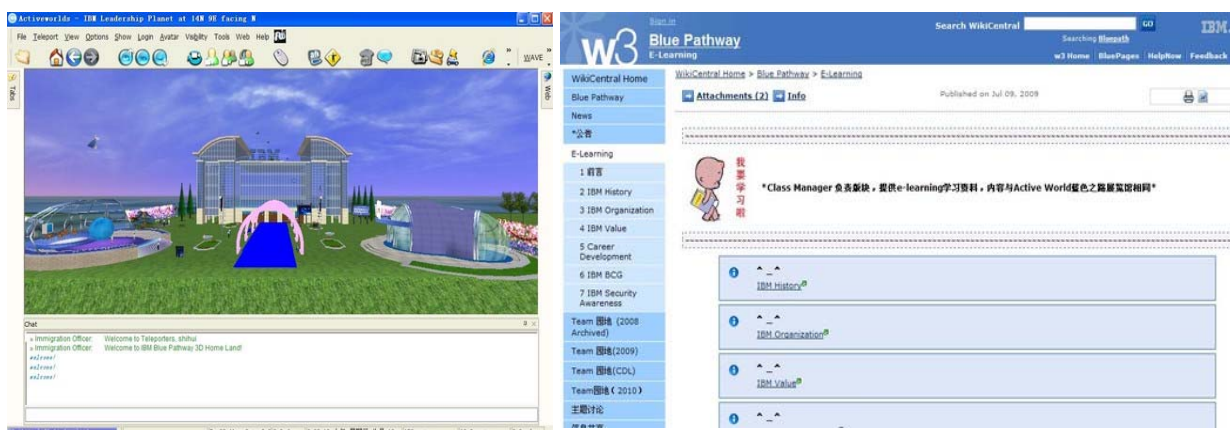 Activeworlds - IBM Leadership Planet at 14N 9E facing N
File Teleport View Options Show Login Avatar Visibility Tools Web Help
WAVE
Tabs
Web
IBM
Chat
Immigration Officer: Welcome to Teleporters, shihui
Immigration Officer: Welcome to IBM Blue Pathway 3D Home Land!
welcome!
welcome!
welcome!
Sign in
w3
Blue Pathway
E-Learning
Search WikiCentral
GO
IBM.
Searching Bluepath
w3 Home BluePages HelpNow Feedback
WikiCentral Home
Blue Pathway
News
*公告
E-Learning
1 前言
2 IBM History
3 IBM Organization
4 IBM Value
5 Career
Development
6 IBM BCG
7 IBM Security
Awareness
Team 园地 (2008
Archived)
Team 园地(2009)
Team 园地(CDL)
Team园地( 2010 )
主题讨论
WikiCentral Home > Blue Pathway > E-Learning
Attachments (2) Info
Published on Jul 09, 2009
我要学习啦
*Class Manager 负责版块，提供e-learning学习资料，内容与Active World蓝色之路展览馆相同*
^_^
IBM History
^_^
IBM Organization
^_^
IBM Value
^_^